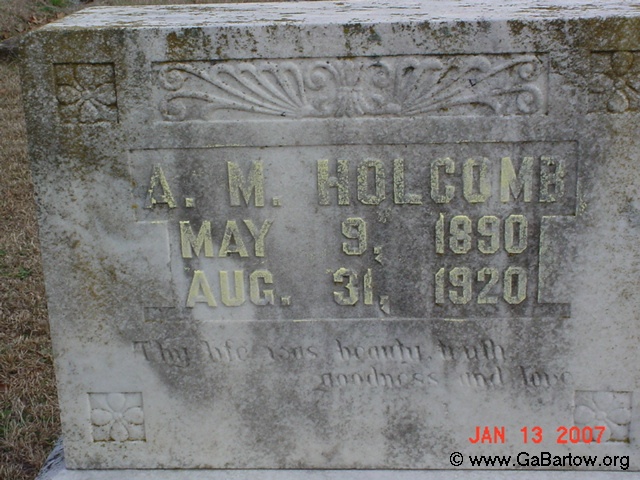 A. M. HOLCOMB
MAY 9, 1890
AUG. 31, 1920
Thy life was beauty truth
goodness and love
JAN 13 2007
© www.GaBartow.org